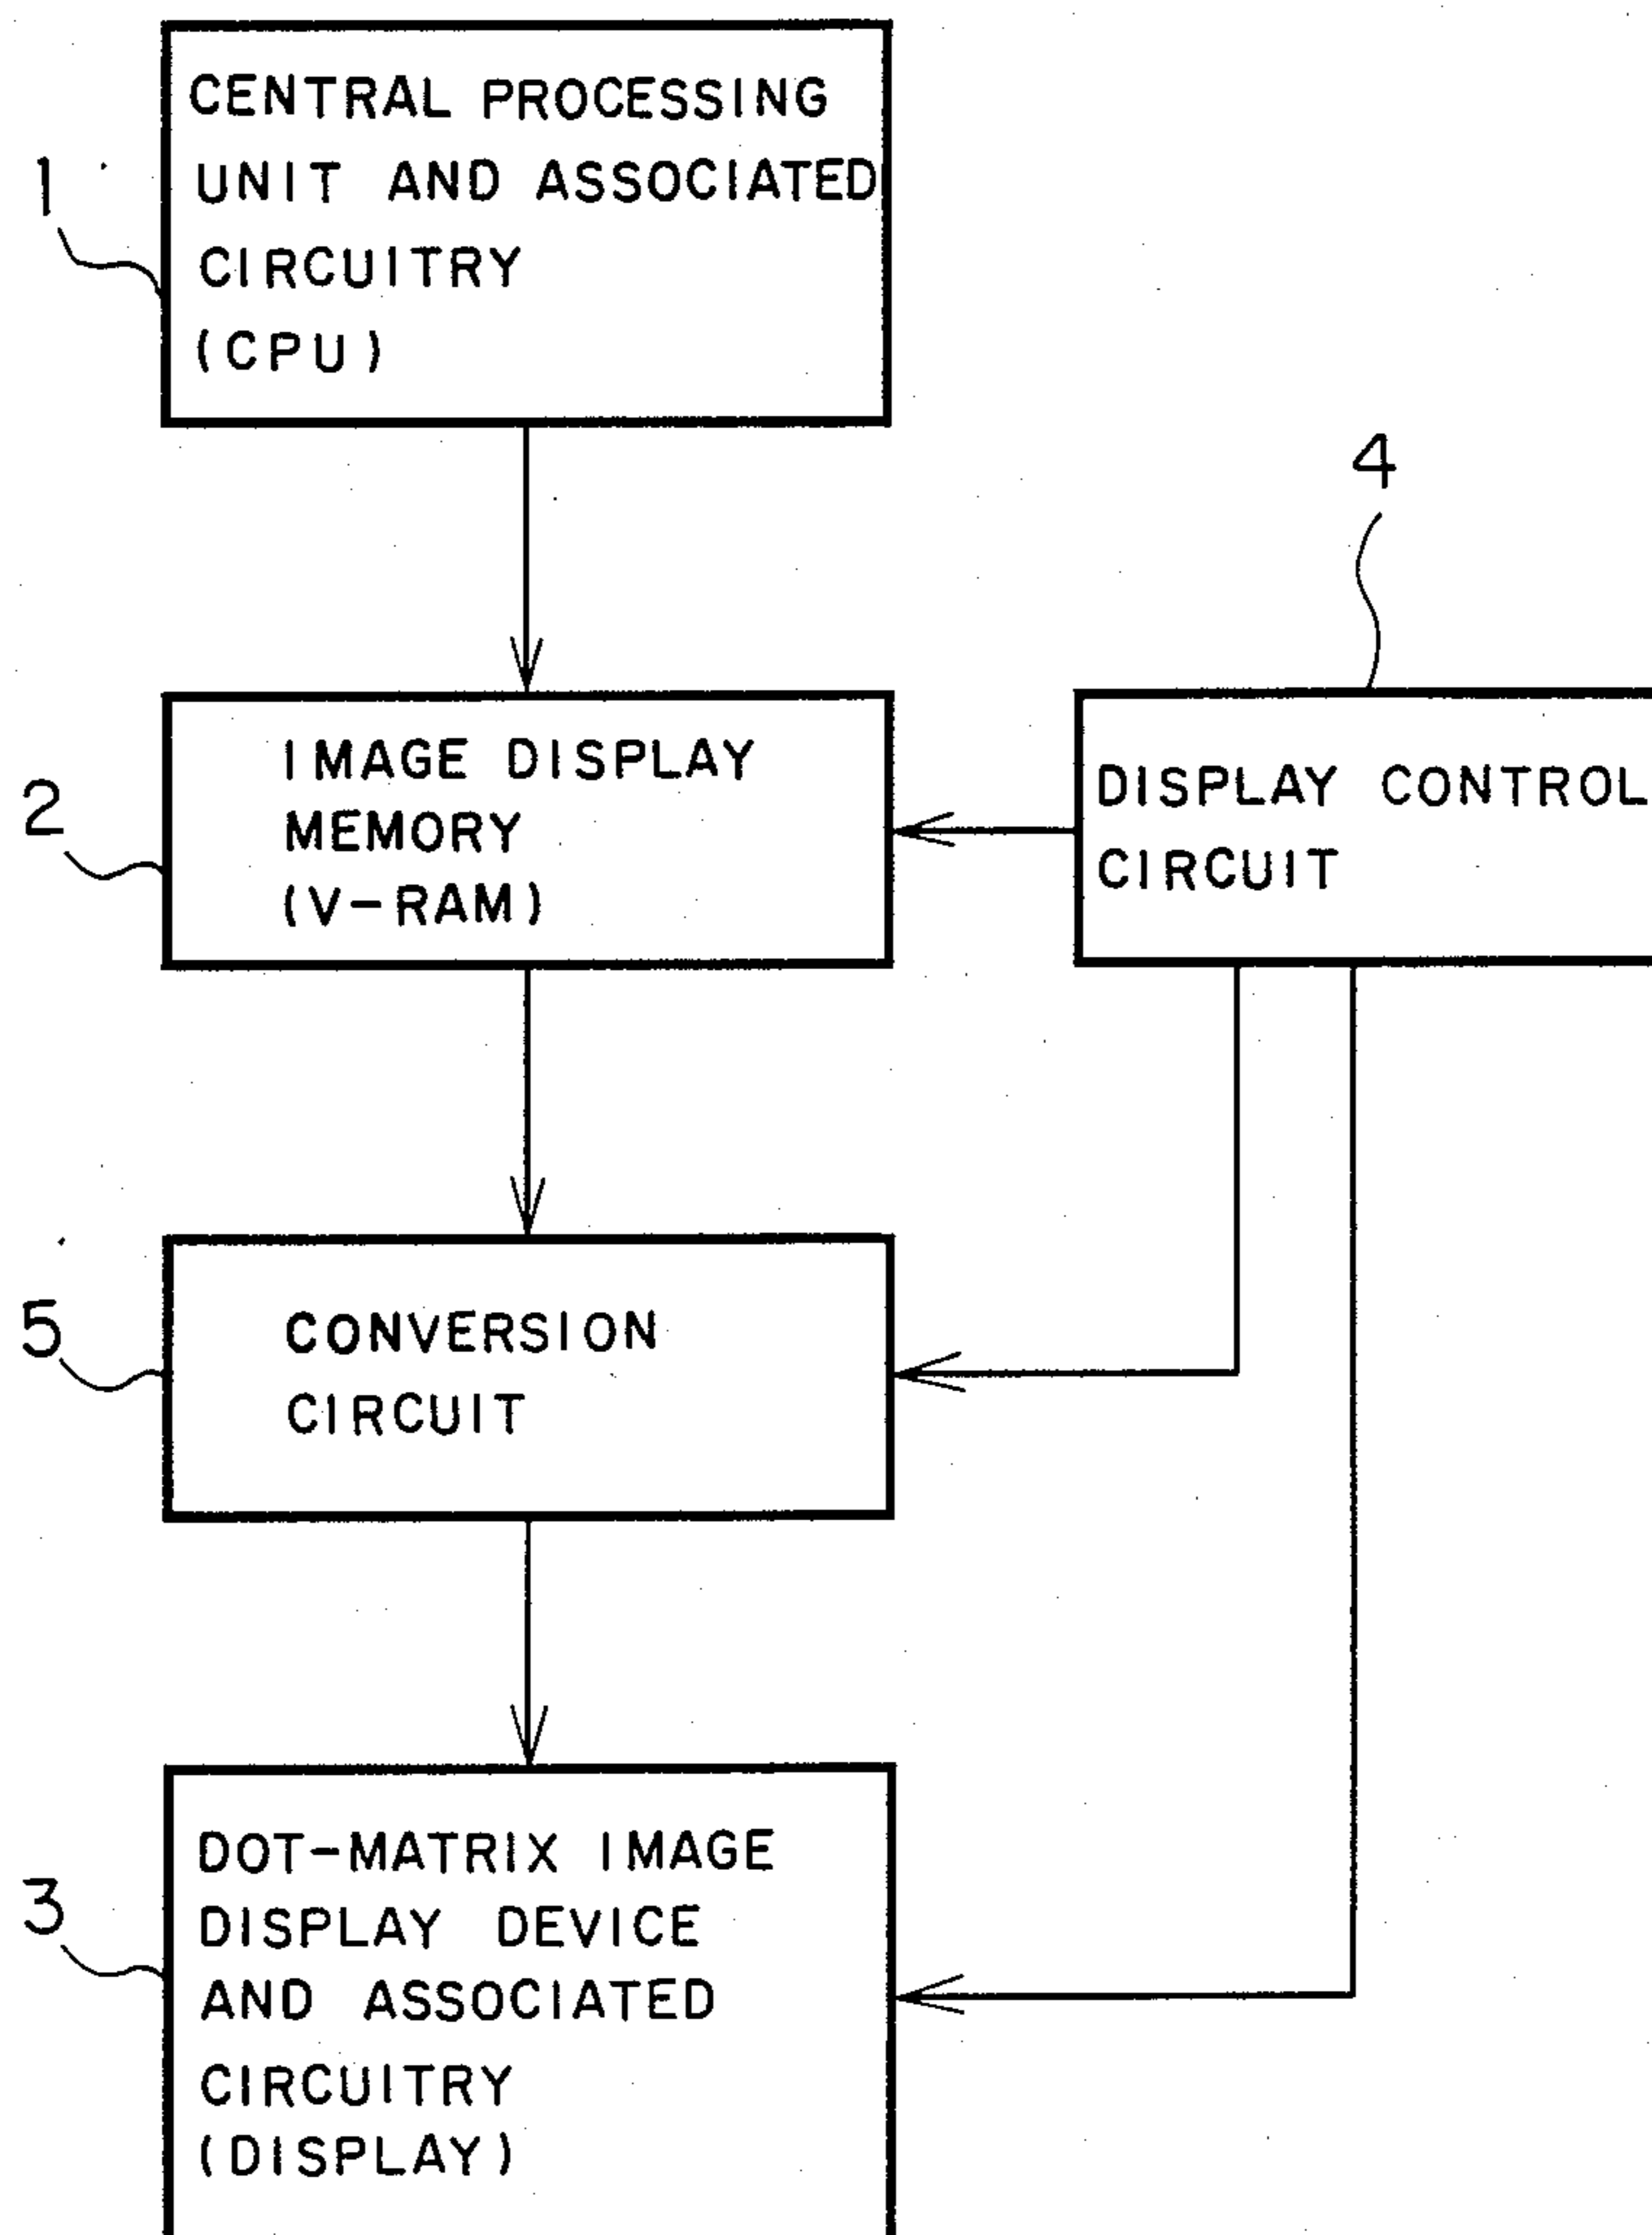 CENTRAL PROCESSING
UNIT AND ASSOCIATED
CIRCUITRY
(CPU)
1
4
IMAGE DISPLAY
MEMORY
(V-RAM)
2
DISPLAY CONTROL
CIRCUIT
CONVERSION
CIRCUIT
5
DOT-MATRIX IMAGE
DISPLAY DEVICE
AND ASSOCIATED
CIRCUITRY
(DISPLAY)
3